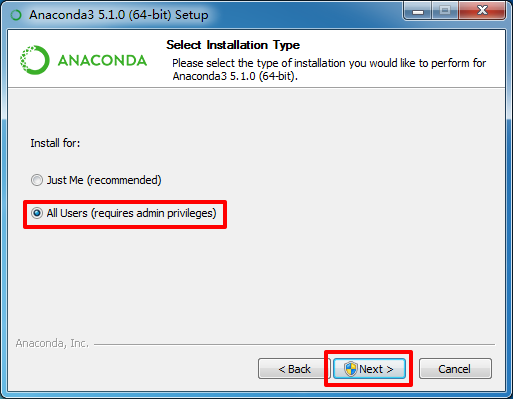 Anaconda3 5.1.0 (64-bit) Setup
ANACONDA
Select Installation Type
Please select the type of installation you would like to perform for
Anaconda3 5.1.0 (64-bit).
Install for:
Just Me (recommended)
All Users (requires admin privileges)
Anaconda, Inc.
< Back
Next >
Cancel